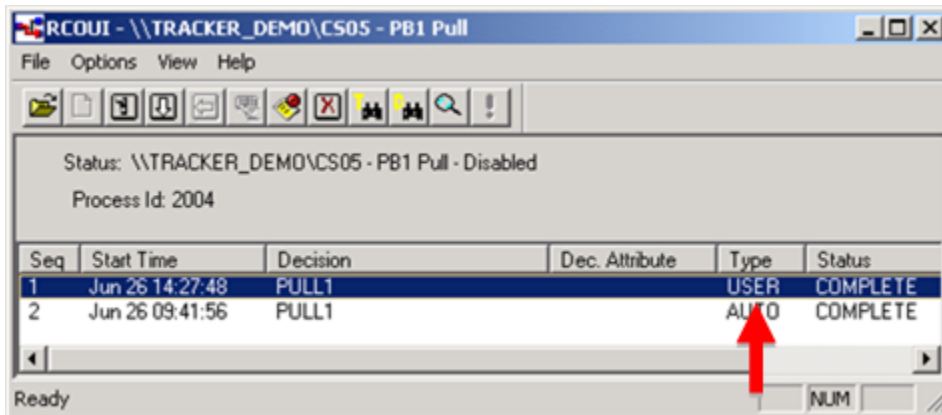 RCOUI - \\TRACKER_DEMO\CS05 - PB1 Pull
File Options View Help
Status: \\TRACKER_DEMO\CS05 - PB1 Pull - Disabled
Process Id: 2004
Seq Start Time Decision Dec. Attribute Type Status
1 Jun 26 14:27:48 PULL1 USER COMPLETE
2 Jun 26 09:41:56 PULL1 AUTO COMPLETE
Ready NUM